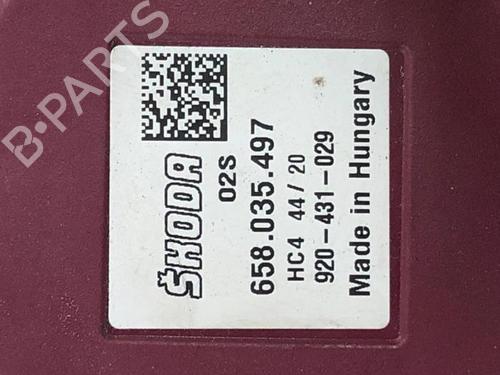 ŠKODA
02S
658.035.497
HC4 44/20
920-431-029
Made in Hungary
B-PARTS